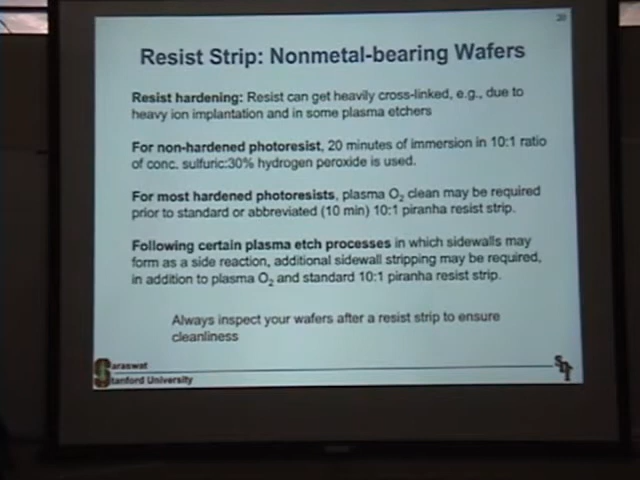 20
Resist Strip: Nonmetal-bearing Wafers
Resist hardening: Resist can get heavily cross-linked, e.g., due to
heavy ion implantation and in some plasma etchers
For non-hardened photoresist, 20 minutes of immersion in 10:1 ratio
of conc. sulfuric:30% hydrogen peroxide is used.
For most hardened photoresists, plasma O2 clean may be required
prior to standard or abbreviated (10 min) 10:1 piranha resist strip.
Following certain plasma etch processes in which sidewalls may
form as a side reaction, additional sidewall stripping may be required,
in addition to plasma O2 and standard 10:1 piranha resist strip.
Always inspect your wafers after a resist strip to ensure
cleanliness
Saraswat
Stanford University